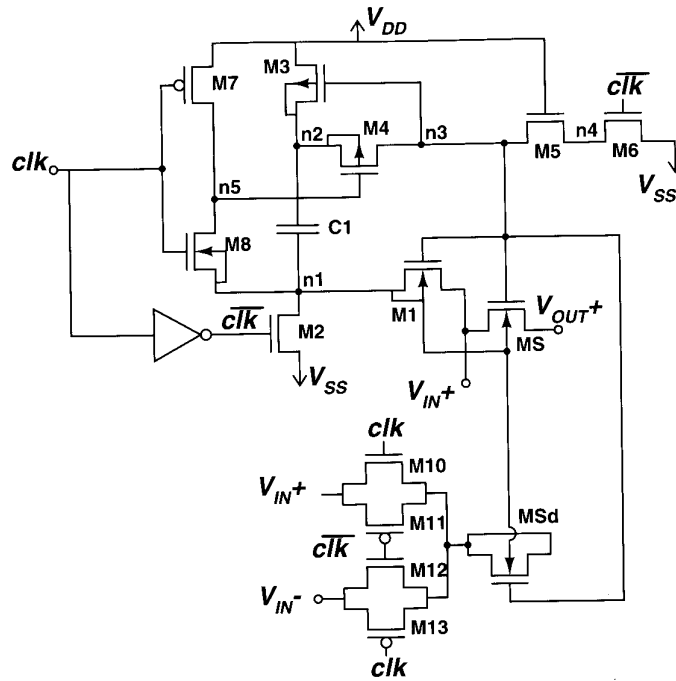 V_DD
M3
M7
clk̅
n2
M4
n3
n4
M5
M6
clk
V_SS
n5
M8
C1
n1
clk̅
M2
M1
V_OUT+
MS
V_SS
V_IN+
clk
M10
V_IN+
M11
MSd
clk̅
M12
V_IN-
M13
clk